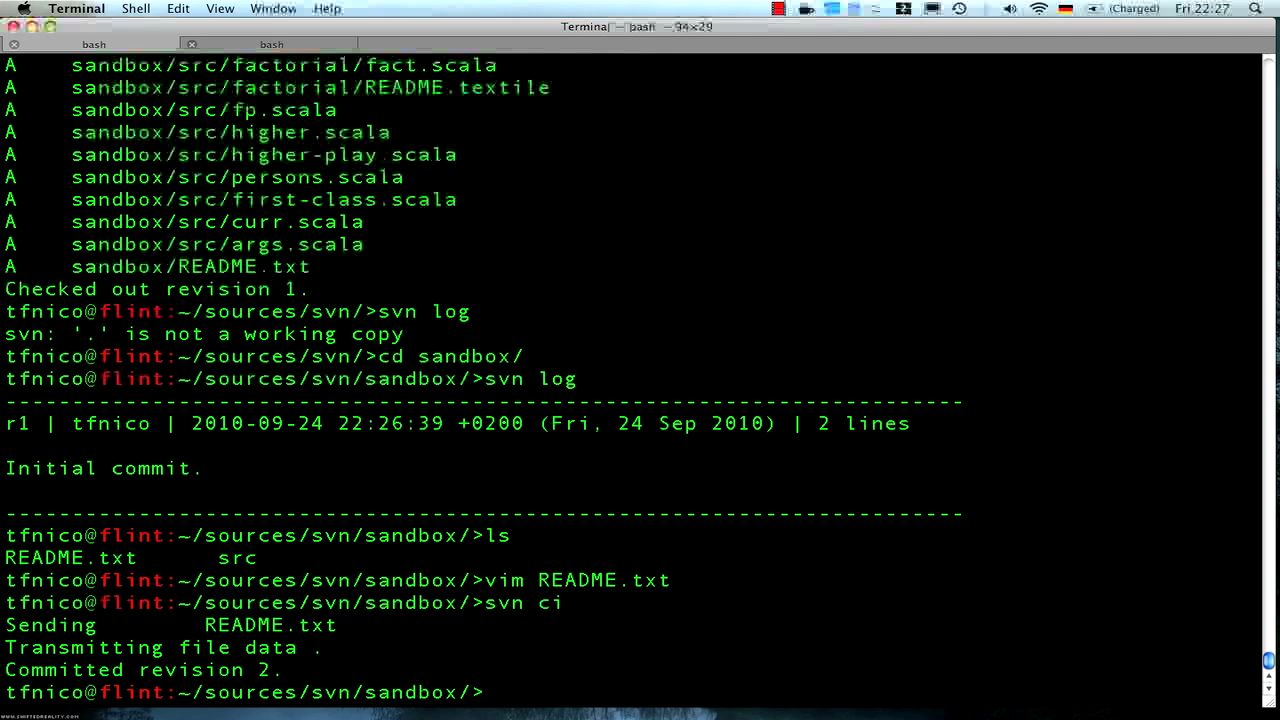 Terminal Shell Edit View Window Help (Charged) Fri 22:27
Terminal — bash — 94×29
bash bash
A sandbox/src/factorial/fact.scala
A sandbox/src/factorial/README.textile
A sandbox/src/fp.scala
A sandbox/src/higher.scala
A sandbox/src/higher-play.scala
A sandbox/src/persons.scala
A sandbox/src/first-class.scala
A sandbox/src/curr.scala
A sandbox/src/args.scala
A sandbox/README.txt
Checked out revision 1.
tfnico@flint:~/sources/svn/>svn log
svn: '.' is not a working copy
tfnico@flint:~/sources/svn/>cd sandbox/
tfnico@flint:~/sources/svn/sandbox/>svn log
------------------------------------------------------------------------
r1 | tfnico | 2010-09-24 22:26:39 +0200 (Fri, 24 Sep 2010) | 2 lines
Initial commit.
------------------------------------------------------------------------
tfnico@flint:~/sources/svn/sandbox/>ls
README.txt src
tfnico@flint:~/sources/svn/sandbox/>vim README.txt
tfnico@flint:~/sources/svn/sandbox/>svn ci
Sending README.txt
Transmitting file data .
Committed revision 2.
tfnico@flint:~/sources/svn/sandbox/>
WWW.SHIFTEDREALITY.COM